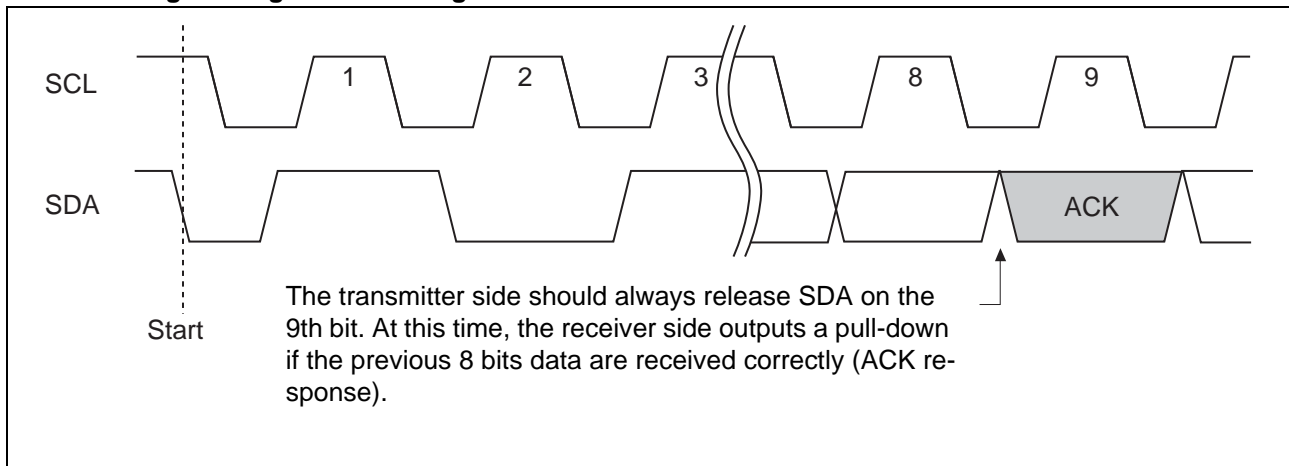 SCL
1
2
3
8
9
SDA
ACK
Start
The transmitter side should always release SDA on the
9th bit. At this time, the receiver side outputs a pull-down
if the previous 8 bits data are received correctly (ACK re-
sponse).